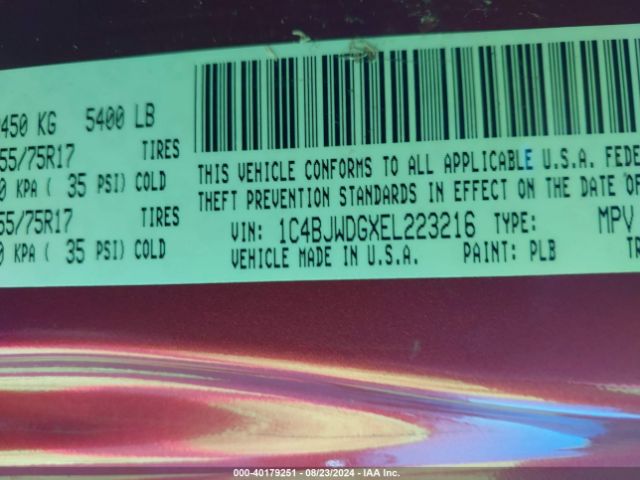 450 KG 5400 LB
55/75R17 TIRES
0 KPA ( 35 PSI) COLD
55/75R17 TIRES
0 KPA ( 35 PSI) COLD
THIS VEHICLE CONFORMS TO ALL APPLICABLE U.S.A. FEDE
THEFT PREVENTION STANDARDS IN EFFECT ON THE DATE OF
VIN: 1C4BJWDGXEL223216 TYPE: MPV
VEHICLE MADE IN U.S.A. PAINT: PLB TR
000-40179251 - 08/23/2024 - IAA Inc.